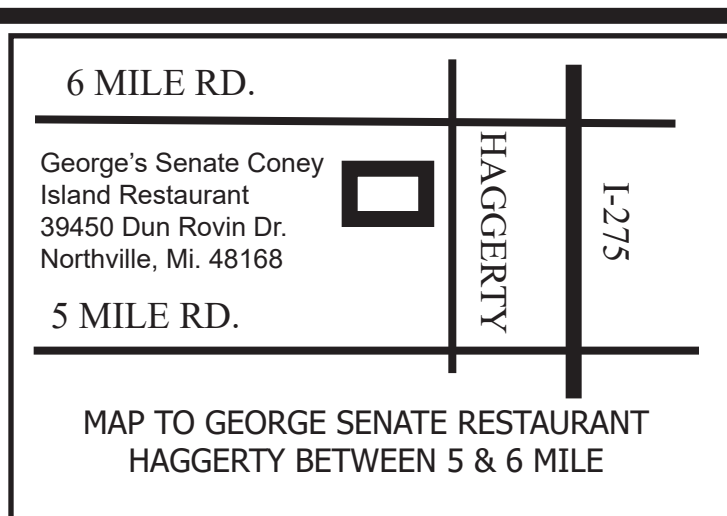 6 MILE RD.
George's Senate Coney
Island Restaurant
39450 Dun Rovin Dr.
Northville, Mi. 48168
HAGGERTY
I-275
5 MILE RD.
MAP TO GEORGE SENATE RESTAURANT
HAGGERTY BETWEEN 5 & 6 MILE